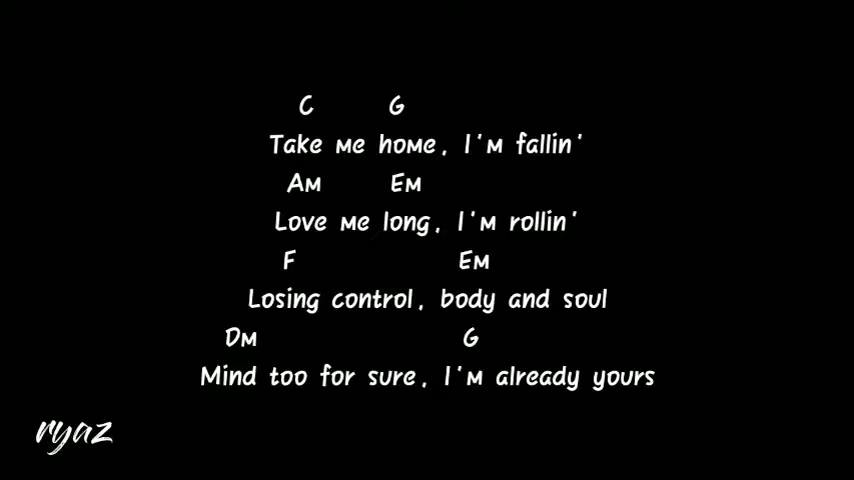 C G
Take me home, I'm fallin'
Am Em
Love me long, I'm rollin'
F Em
Losing control, body and soul
Dm G
Mind too for sure, I'm already yours
ryaz